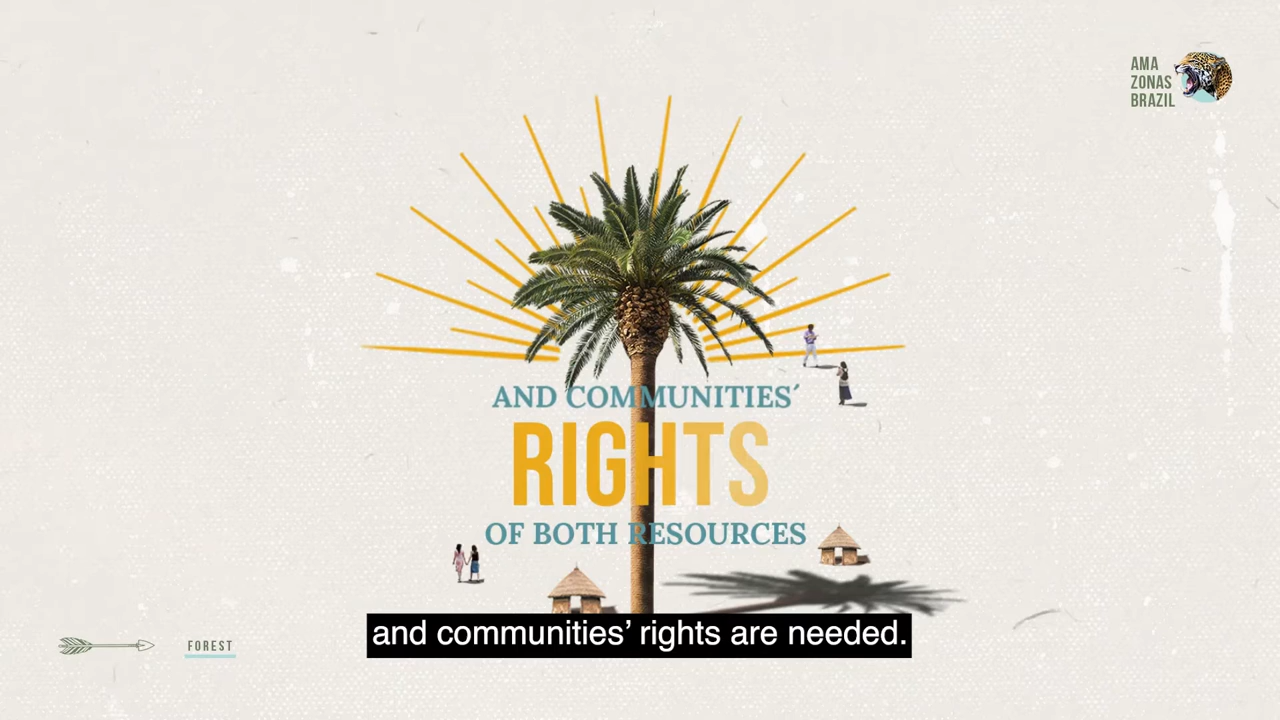 AMA
ZONAS
BRAZIL
AND COMMUNITIES´
RIGHTS
OF BOTH RESOURCES
and communities’ rights are needed.
FOREST